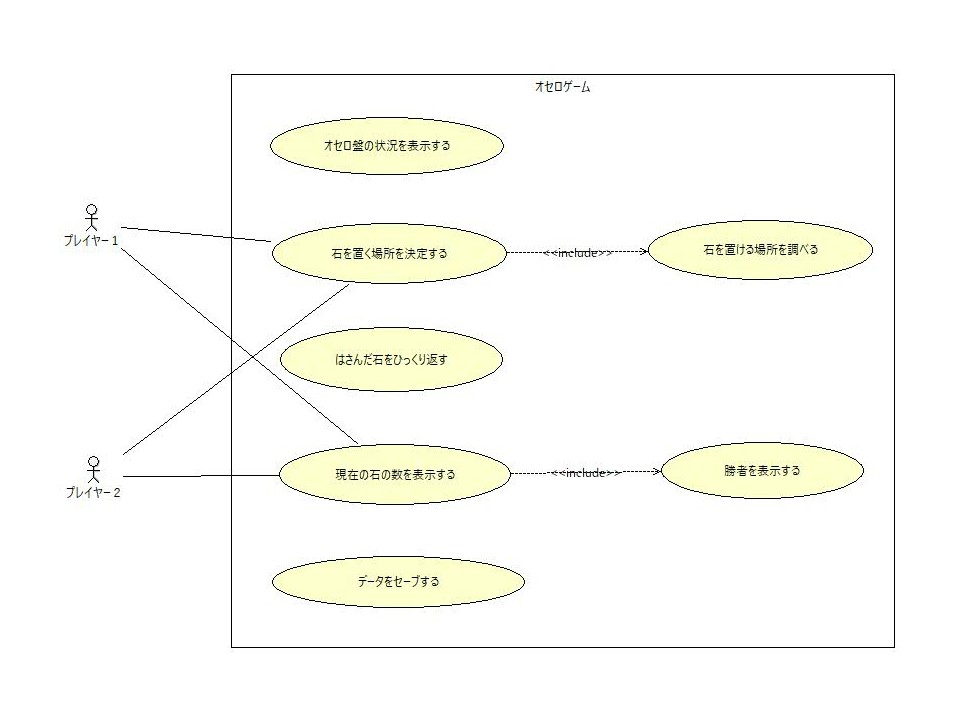 オセロゲーム
オセロ盤の状況を表示する
プレイヤー1
石を置く場所を決定する
<<include>>
石を置ける場所を調べる
はさんだ石をひっくり返す
プレイヤー2
現在の石の数を表示する
<<include>>
勝者を表示する
データをセーブする